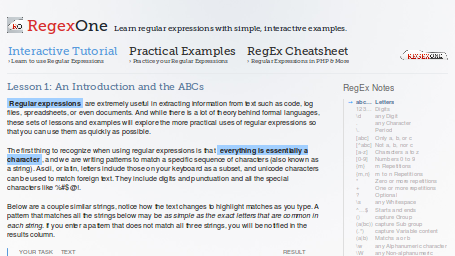 RegexOne Learn regular expressions with simple, interactive examples.
Interactive Tutorial Practical Examples RegEx Cheatsheet
› Learn to use Regular Expressions › Practice your Regular Expressions › Regular Expressions in PHP & More
REGEXONE
Lesson 1: An Introduction and the ABCs
Regular expressions are extremely useful in extracting information from text such as code, log
files, spreadsheets, or even documents. And while there is a lot of theory behind formal languages,
these set of lessons and examples will explore the more practical uses of regular expressions so
that you can use them as quickly as possible.
The first thing to recognize when using regular expressions is that everything is essentially a
character, and we are writing patterns to match a specific sequence of characters (also known as
a string). Ascii, or latin, letters include those on your keyboard as a subset, and unicode characters
can be used to match foreign text. They include digits and punctuation and all the special
characters like %#$@!.
Below are a couple similar strings, notice how the text changes to highlight matches as you type. A
pattern that matches all the strings below may be as simple as the exact letters that are common in
each string. If you enter a pattern that does not match all three strings, you will be notified in the
results column.
YOUR TASK TEXT RESULT
RegEx Notes
abc... Letters
123... Digits
\d any Digit
. any Character
\. Period
[abc] Only a, b, or c
[^abc] Not a, b, nor c
[a-z] Characters a to z
[0-9] Numbers 0 to 9
{m} m Repetitions
{m,n} m to n Repetitions
* Zero or more repetitions
+ One or more repetitions
? Optional
\s any Whitespace
^...$ Starts and ends
() capture Group
(a(bc)) capture Sub group
(.*) capture Variable content
(a|b) Matches a or b
\w any Alphanumeric character
\W any Non-alphanumeric